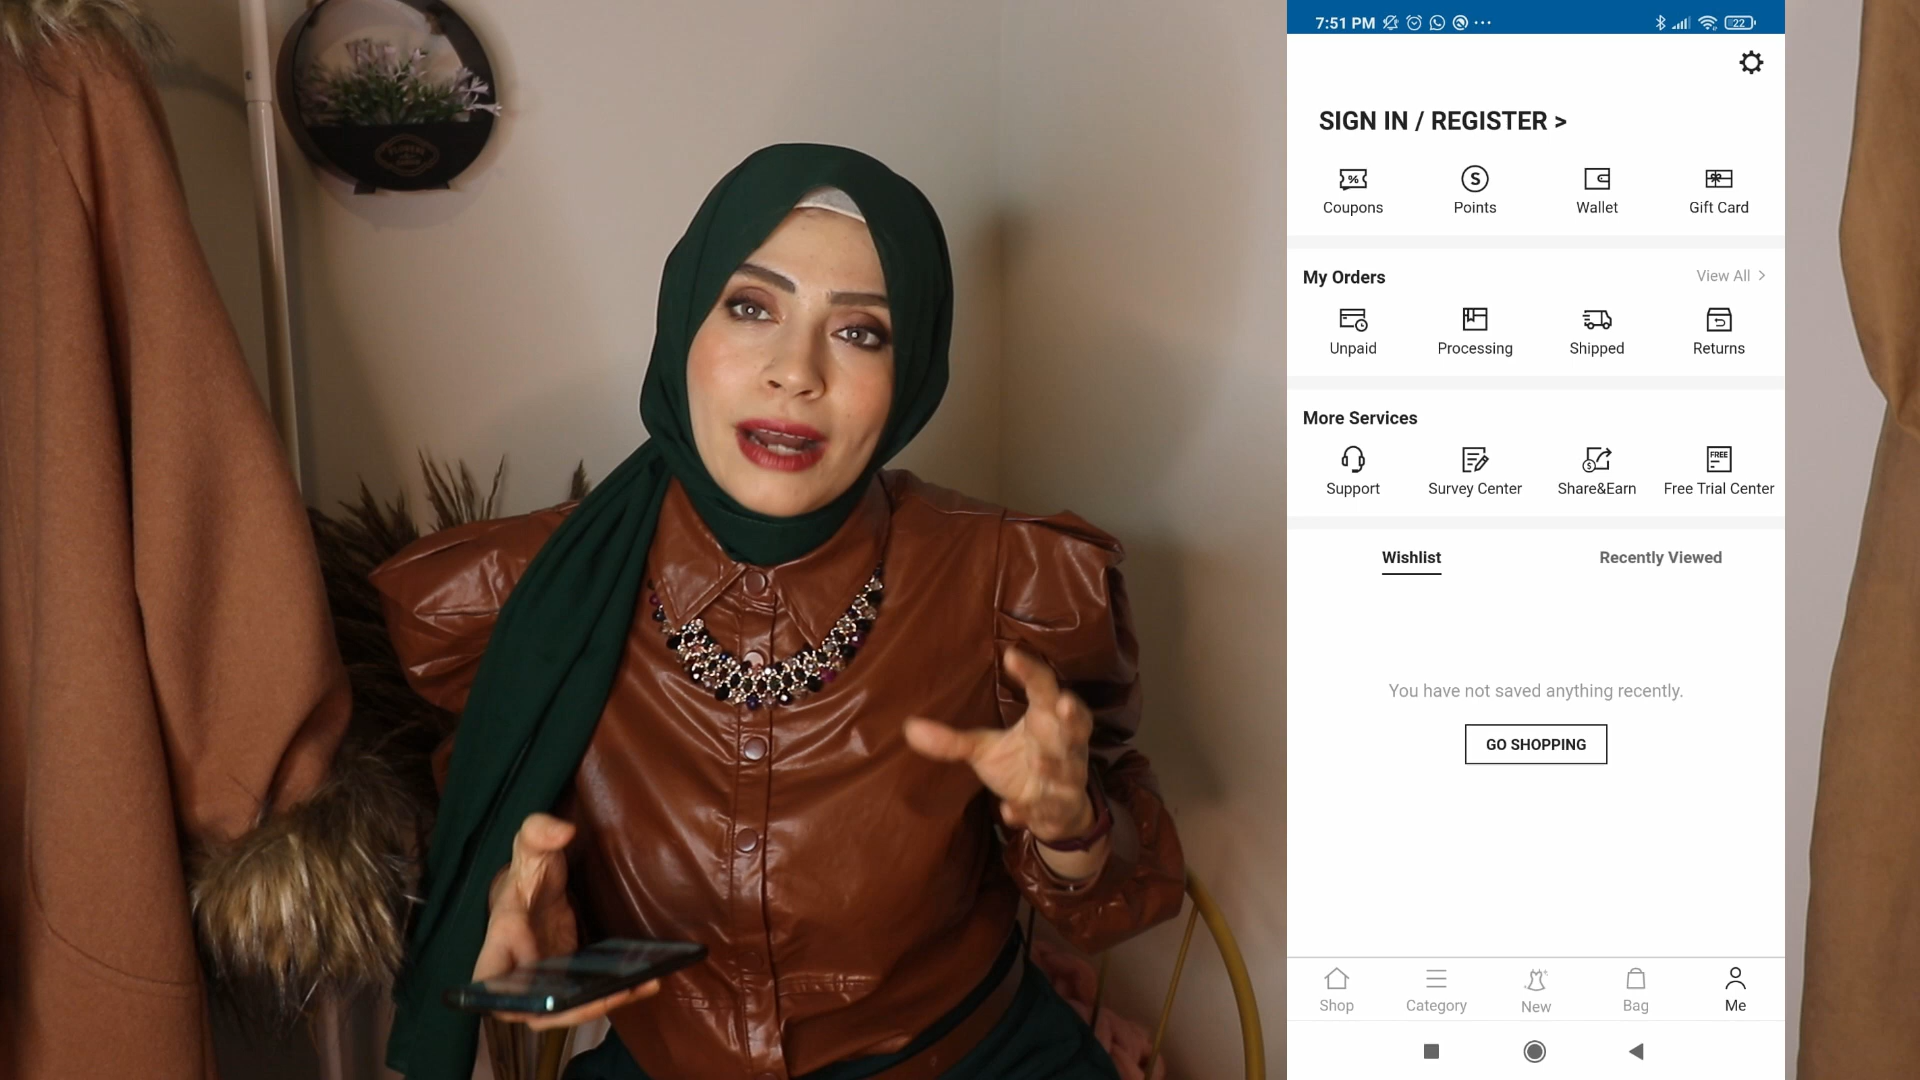 7:51 PM
22
SIGN IN / REGISTER >
% S
Coupons Points Wallet Gift Card
My Orders View All >
Unpaid Processing Shipped Returns
More Services
$ FREE
Support Survey Center Share&Earn Free Trial Center
Wishlist Recently Viewed
You have not saved anything recently.
GO SHOPPING
Shop Category New Bag Me